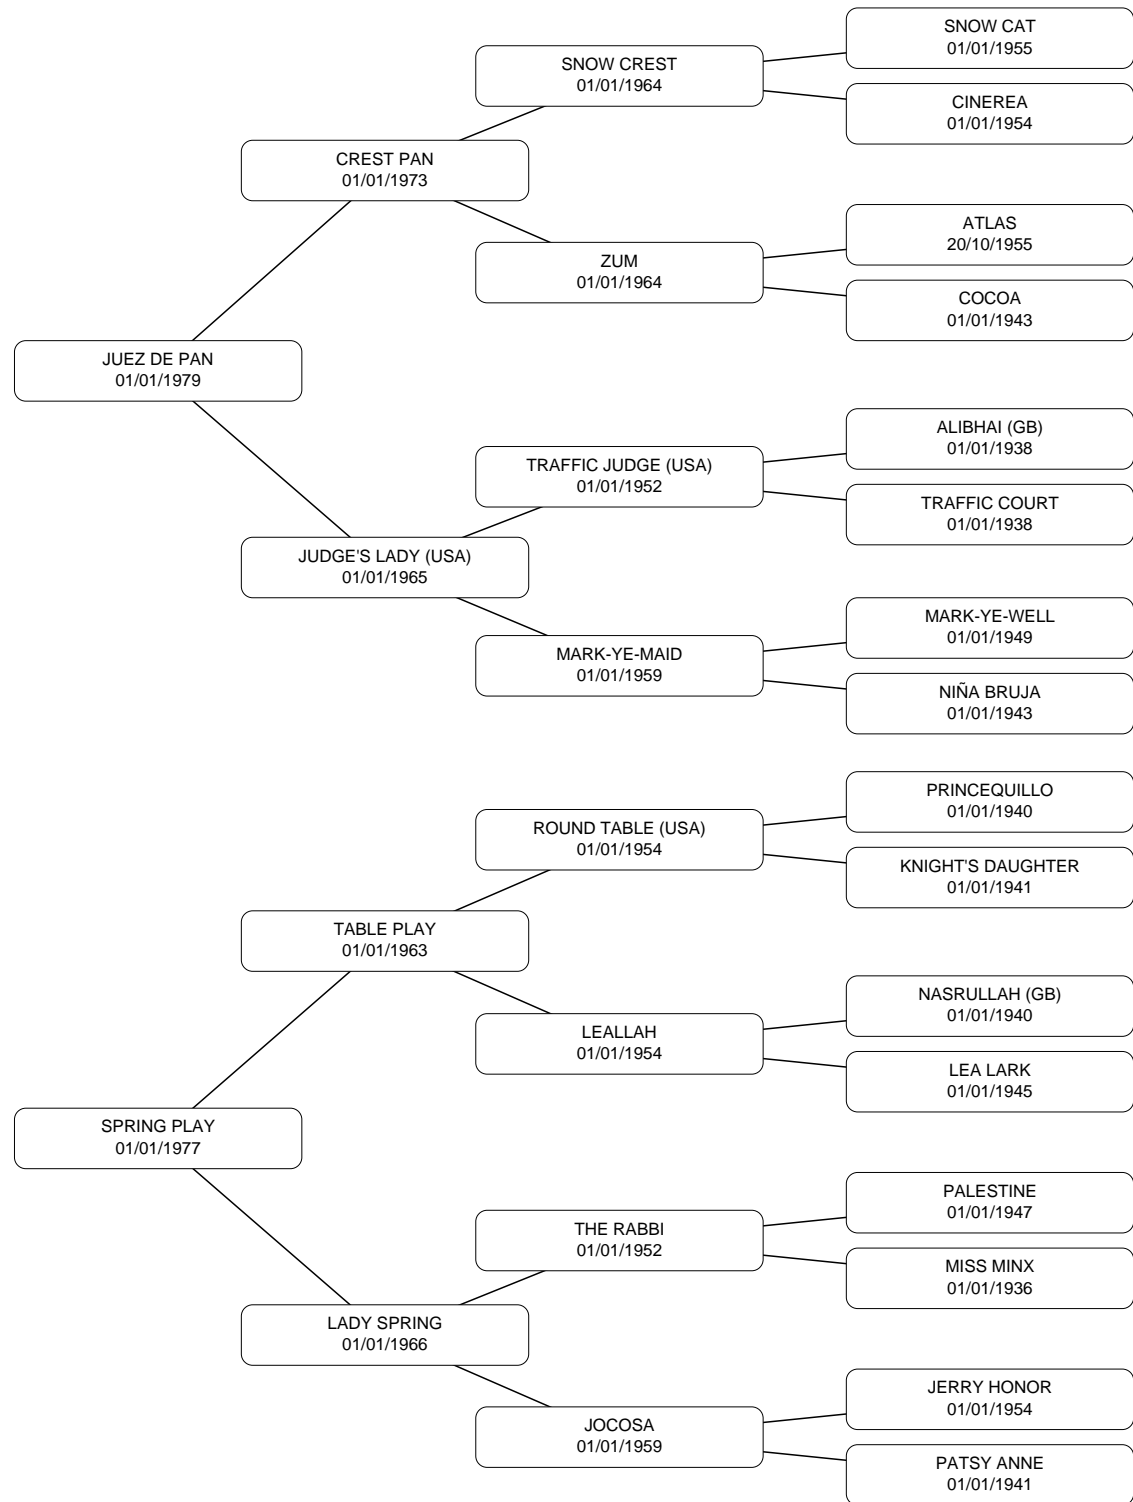 SNOW CAT
01/01/1955
SNOW CREST
01/01/1964
CINEREA
01/01/1954
CREST PAN
01/01/1973
ATLAS
20/10/1955
ZUM
01/01/1964
COCOA
01/01/1943
JUEZ DE PAN
01/01/1979
ALIBHAI (GB)
01/01/1938
TRAFFIC JUDGE (USA)
01/01/1952
TRAFFIC COURT
01/01/1938
JUDGE'S LADY (USA)
01/01/1965
MARK-YE-WELL
01/01/1949
MARK-YE-MAID
01/01/1959
NIÑA BRUJA
01/01/1943
PRINCEQUILLO
01/01/1940
ROUND TABLE (USA)
01/01/1954
KNIGHT'S DAUGHTER
01/01/1941
TABLE PLAY
01/01/1963
NASRULLAH (GB)
01/01/1940
LEALLAH
01/01/1954
LEA LARK
01/01/1945
SPRING PLAY
01/01/1977
PALESTINE
01/01/1947
THE RABBI
01/01/1952
MISS MINX
01/01/1936
LADY SPRING
01/01/1966
JERRY HONOR
01/01/1954
JOCOSA
01/01/1959
PATSY ANNE
01/01/1941